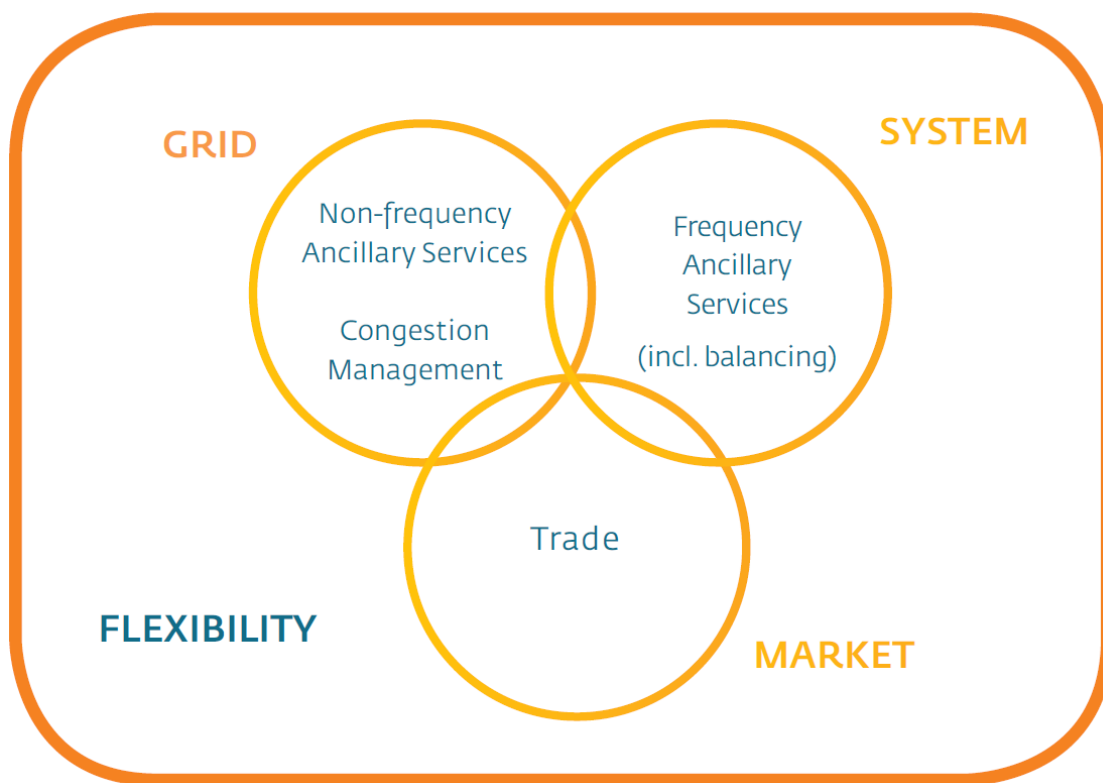 GRID
SYSTEM
Non-frequency
Ancillary Services
Congestion
Management
Frequency
Ancillary
Services
(incl. balancing)
Trade
FLEXIBILITY
MARKET